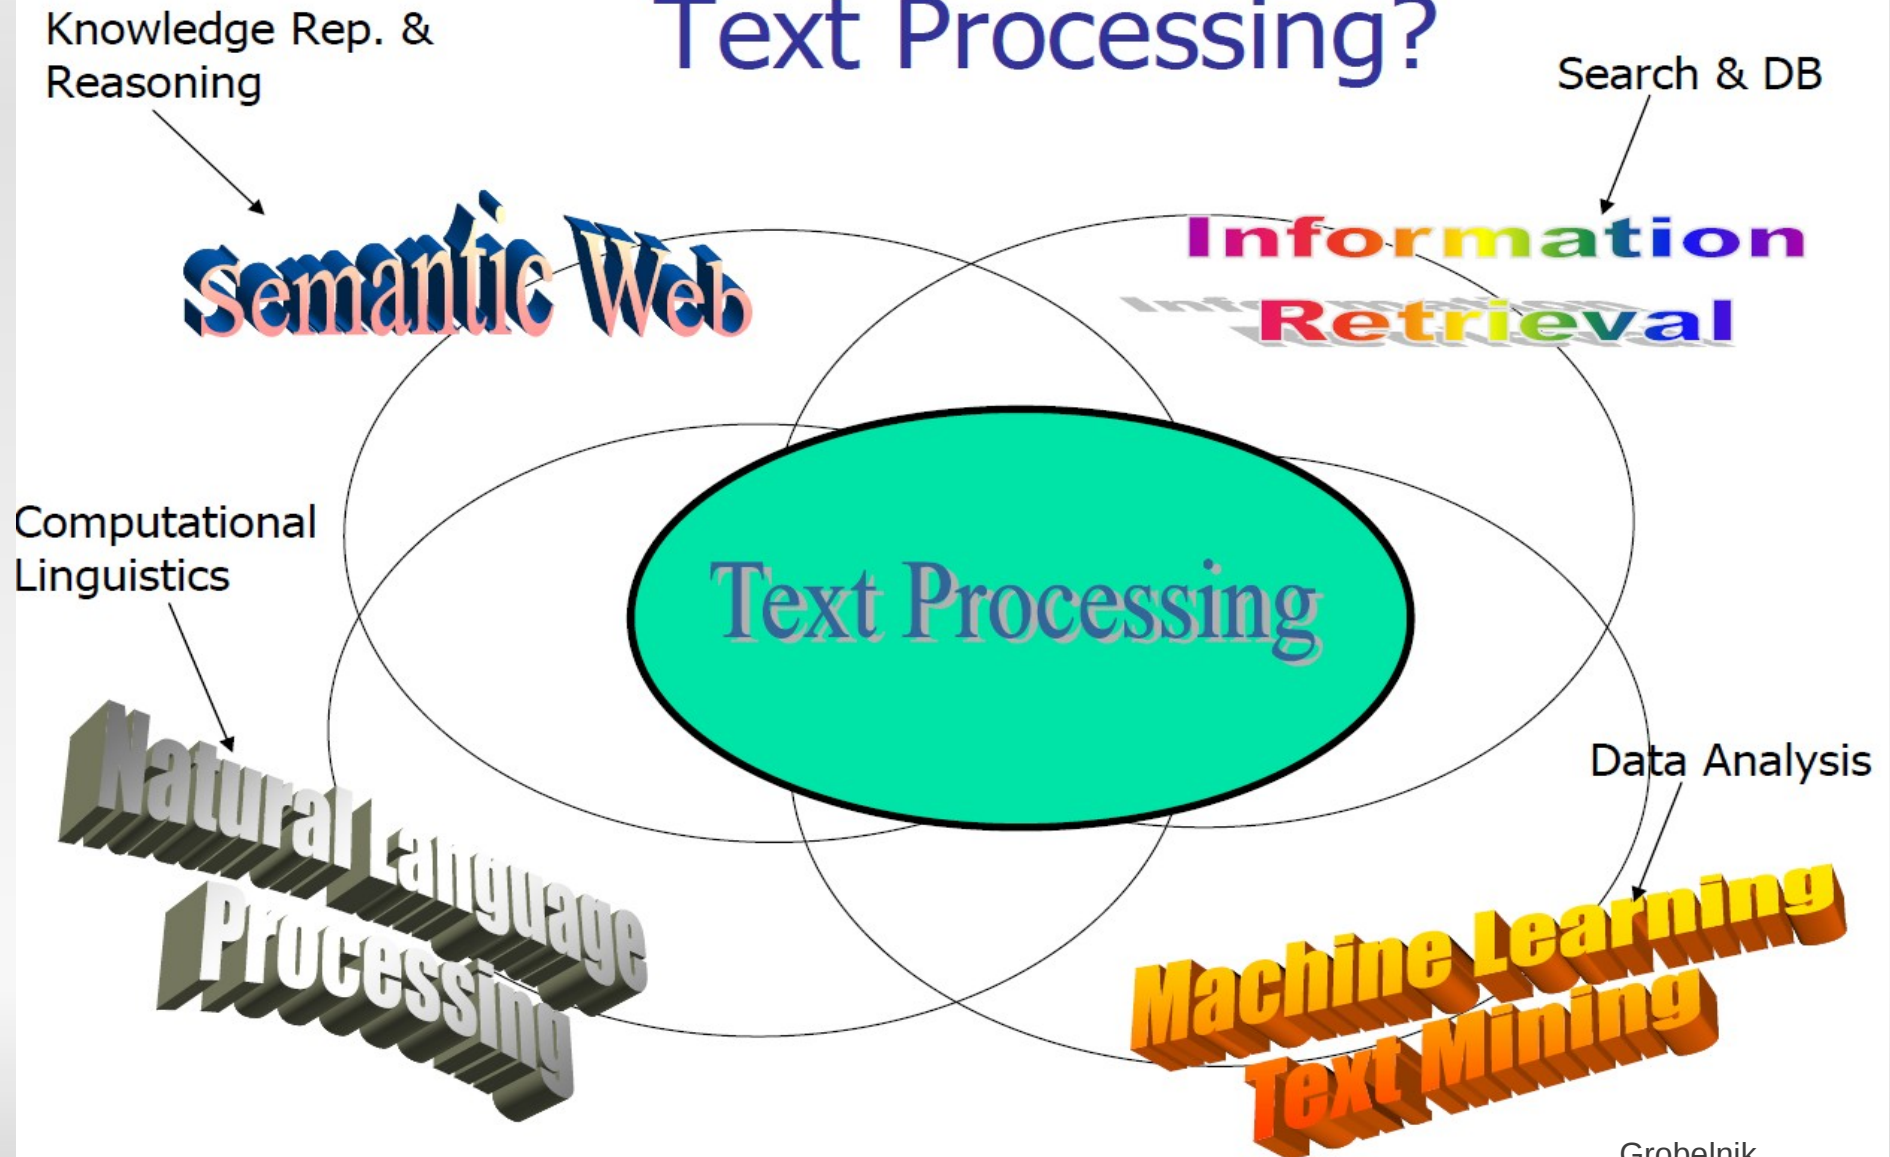 Text Processing?
Knowledge Rep. &
Reasoning
Search & DB
Semantic Web
Information
Retrieval
Computational
Linguistics
Text Processing
Natural Language
Processing
Data Analysis
Machine Learning
Text Mining
Grobelnik